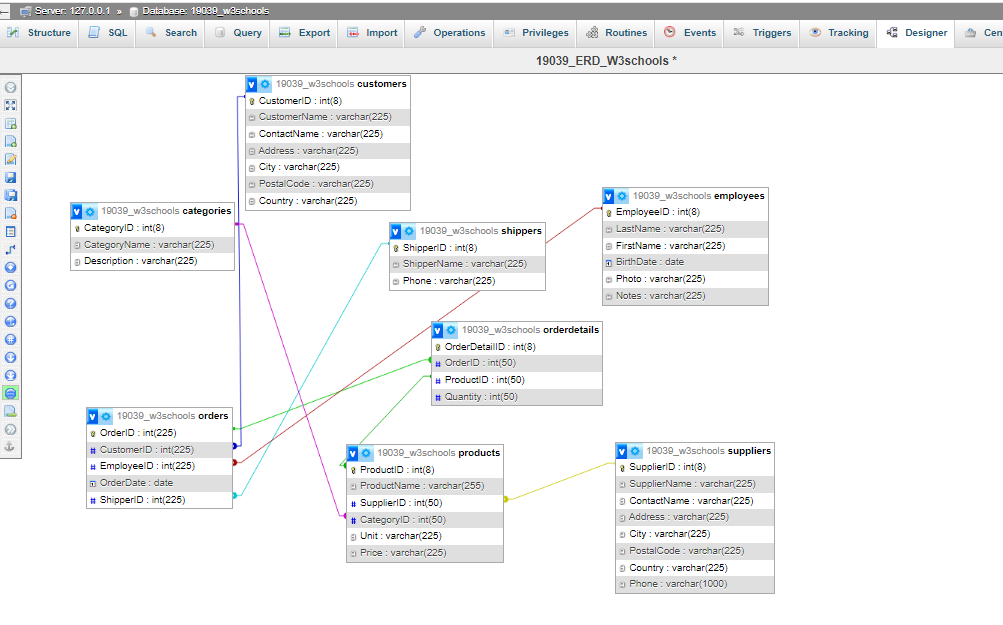 Server: 127.0.0.1 » Database: 19039_w3schools
Structure SQL Search Query Export Import Operations Privileges Routines Events Triggers Tracking Designer Cen
19039_ERD_W3schools *
19039_w3schools customers
CustomerID : int(8)
CustomerName : varchar(225)
ContactName : varchar(225)
Address : varchar(225)
City : varchar(225)
PostalCode : varchar(225)
Country : varchar(225)
19039_w3schools categories
CategoryID : int(8)
CategoryName : varchar(225)
Description : varchar(225)
19039_w3schools shippers
ShipperID : int(8)
ShipperName : varchar(225)
Phone : varchar(225)
19039_w3schools employees
EmployeeID : int(8)
LastName : varchar(225)
FirstName : varchar(225)
BirthDate : date
Photo : varchar(225)
Notes : varchar(225)
19039_w3schools orderdetails
OrderDetailID : int(8)
OrderID : int(50)
ProductID : int(50)
Quantity : int(50)
19039_w3schools orders
OrderID : int(225)
CustomerID : int(225)
EmployeeID : int(225)
OrderDate : date
ShipperID : int(225)
19039_w3schools products
ProductID : int(8)
ProductName : varchar(255)
SupplierID : int(50)
CategoryID : int(50)
Unit : varchar(225)
Price : varchar(225)
19039_w3schools suppliers
SupplierID : int(8)
SupplierName : varchar(225)
ContactName : varchar(225)
Address : varchar(225)
City : varchar(225)
PostalCode : varchar(225)
Country : varchar(225)
Phone : varchar(1000)